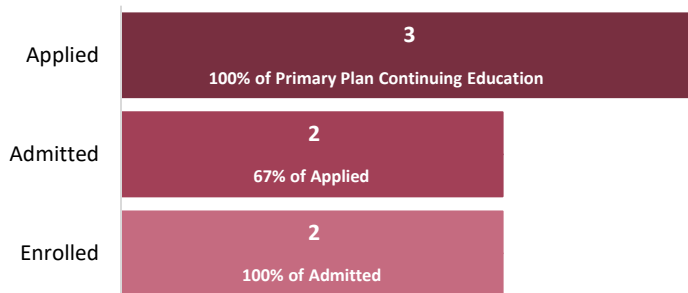 Applied
3
100% of Primary Plan Continuing Education
Admitted
2
67% of Applied
Enrolled
2
100% of Admitted